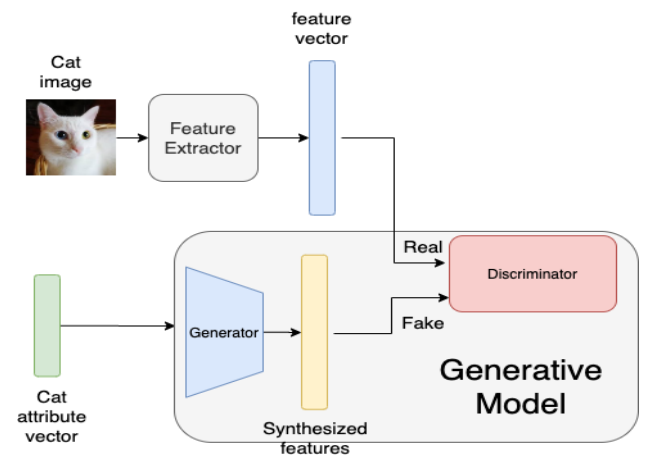 feature
vector
Cat
image
Feature
Extractor
Real
Discriminator
Generator
Fake
Generative
Model
Cat
attribute
vector
Synthesized
features